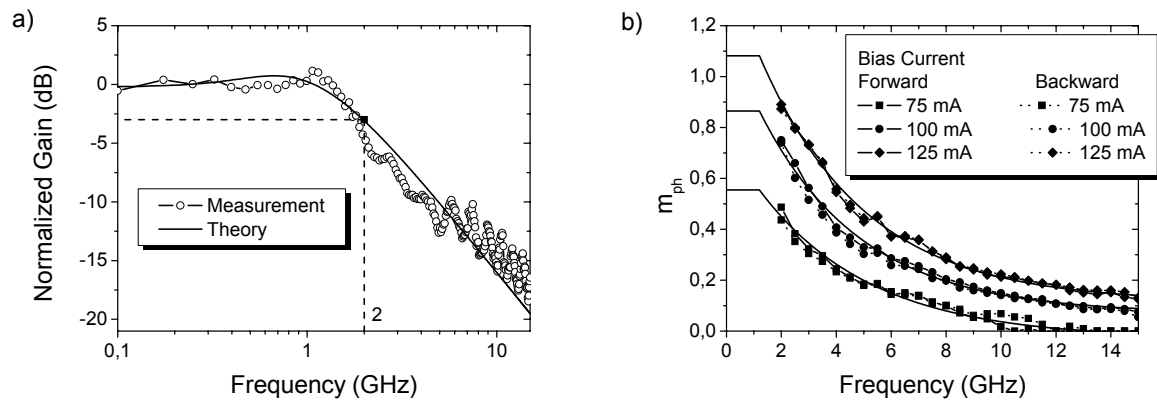 a)
Normalized Gain (dB)
5
0
-5
-10
-15
-20
Measurement
Theory
2
0,1
1
10
Frequency (GHz)
b)
m_ph
1,2
1,0
0,8
0,6
0,4
0,2
0,0
Bias Current
Forward Backward
75 mA 75 mA
100 mA 100 mA
125 mA 125 mA
0 2 4 6 8 10 12 14
Frequency (GHz)